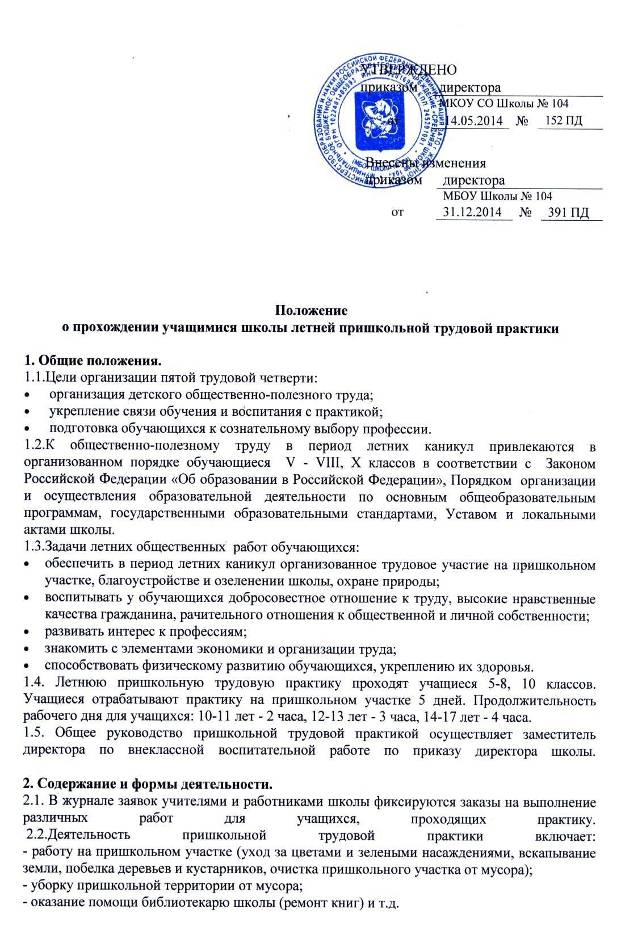 УТВЕРЖДЕНО
приказом директора
МКОУ СО Школы № 104
от 14.05.2014 № 152 ПД
Внесены изменения
приказом директора
МБОУ Школы № 104
от 31.12.2014 № 391 ПД
Положение
о прохождении учащимися школы летней пришкольной трудовой практики
1. Общие положения.
1.1.Цели организации пятой трудовой четверти:
• организация детского общественно-полезного труда;
• укрепление связи обучения и воспитания с практикой;
• подготовка обучающихся к сознательному выбору профессии.
1.2.К общественно-полезному труду в период летних каникул привлекаются в
организованном порядке обучающиеся V - VIII, X классов в соответствии с Законом
Российской Федерации «Об образовании в Российской Федерации», Порядком организации
и осуществления образовательной деятельности по основным общеобразовательным
программам, государственными образовательными стандартами, Уставом и локальными
актами школы.
1.3.Задачи летних общественных работ обучающихся:
• обеспечить в период летних каникул организованное трудовое участие на пришкольном
участке, благоустройстве и озеленении школы, охране природы;
• воспитывать у обучающихся добросовестное отношение к труду, высокие нравственные
качества гражданина, рачительного отношения к общественной и личной собственности;
• развивать интерес к профессиям;
• знакомить с элементами экономики и организации труда;
• способствовать физическому развитию обучающихся, укреплению их здоровья.
1.4. Летнюю пришкольную трудовую практику проходят учащиеся 5-8, 10 классов.
Учащиеся отрабатывают практику на пришкольном участке 5 дней. Продолжительность
рабочего дня для учащихся: 10-11 лет - 2 часа, 12-13 лет - 3 часа, 14-17 лет - 4 часа.
1.5. Общее руководство пришкольной трудовой практикой осуществляет заместитель
директора по внеклассной воспитательной работе по приказу директора школы.
2. Содержание и формы деятельности.
2.1. В журнале заявок учителями и работниками школы фиксируются заказы на выполнение
различных работ для учащихся, проходящих практику.
2.2.Деятельность пришкольной трудовой практики включает:
- работу на пришкольном участке (уход за цветами и зелеными насаждениями, вскапывание
земли, побелка деревьев и кустарников, очистка пришкольного участка от мусора);
- уборку пришкольной территории от мусора;
- оказание помощи библиотекарю школы (ремонт книг) и т.д.